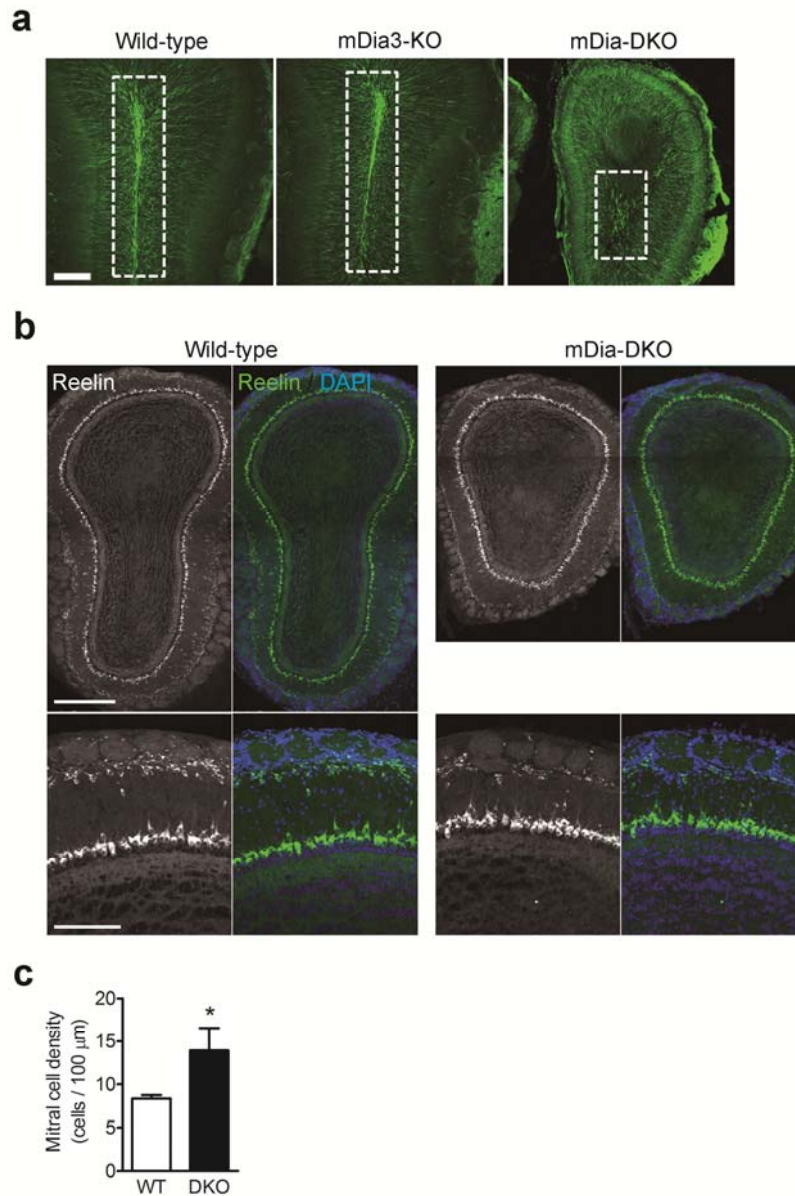 a
Wild-type mDia3-KO mDia-DKO
b
Wild-type mDia-DKO
Reelin Reelin / DAPI
c
Mitral cell density
(cells / 100 μm)
20
15
10
5
0
*
WT DKO